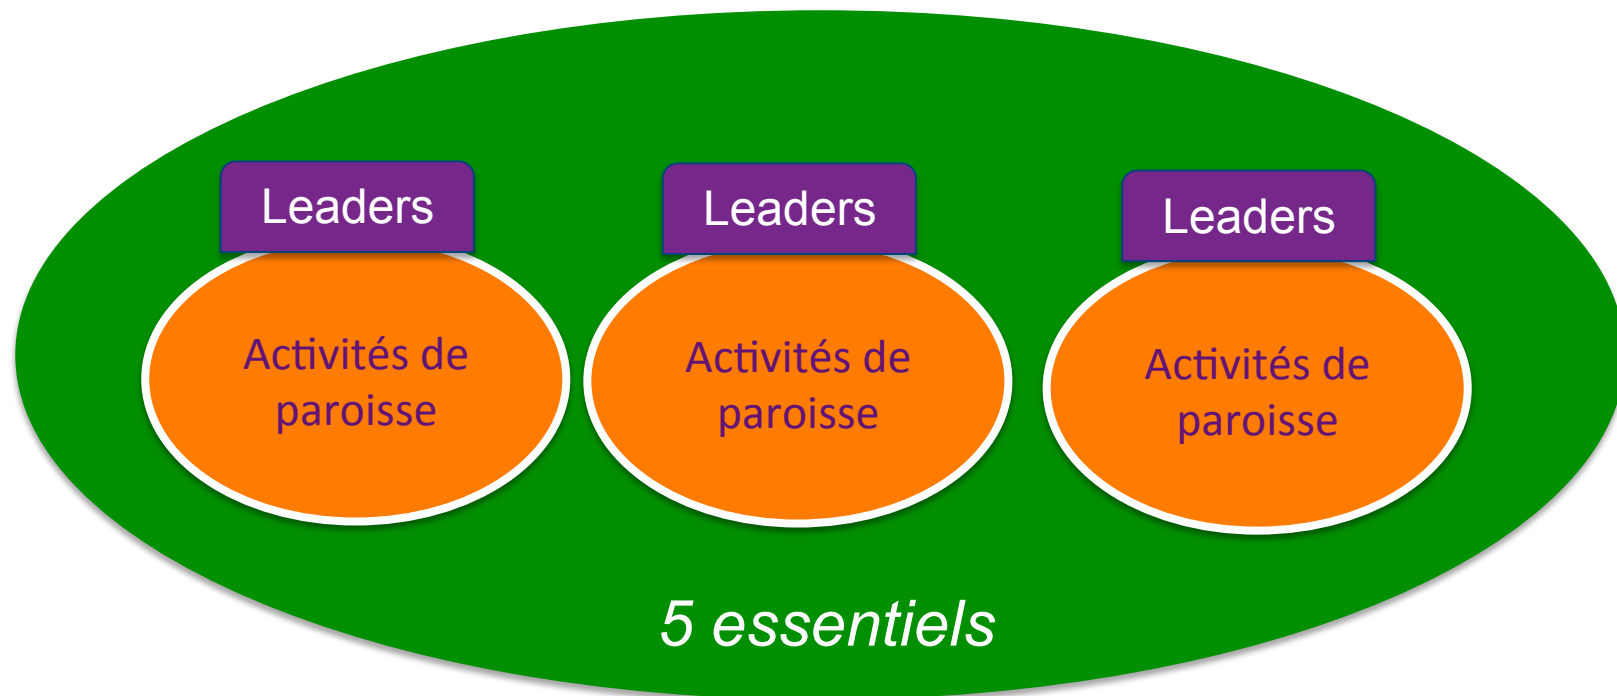 Leaders
Leaders
Leaders
Activités de
paroisse
Activités de
paroisse
Activités de
paroisse
5 essentiels